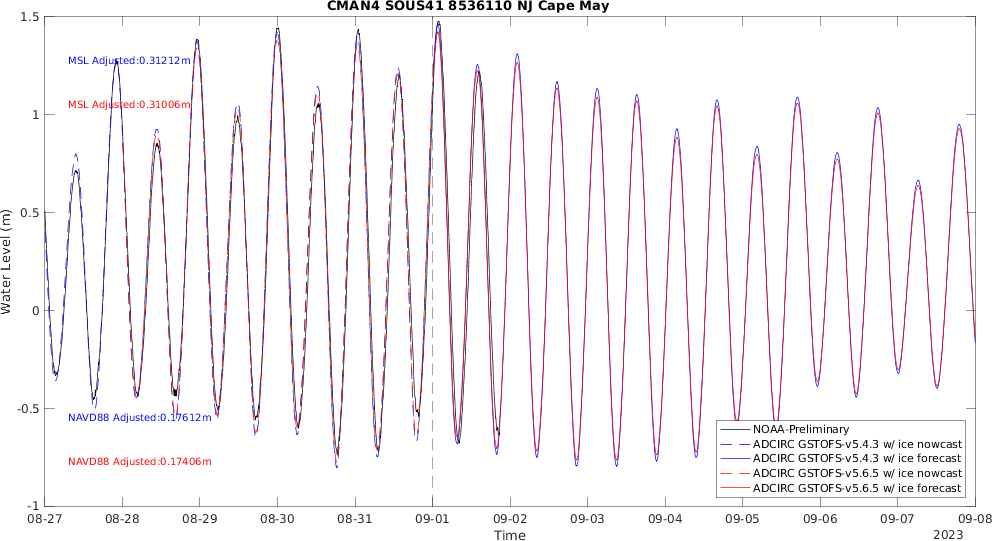 CMAN4 SOUS41 8536110 NJ Cape May
1.5
1
0.5
0
-0.5
-1
Water Level (m)
MSL Adjusted:0.31212m
MSL Adjusted:0.31006m
NAVD88 Adjusted:0.17612m
NAVD88 Adjusted:0.17406m
NOAA-Preliminary
ADCIRC GSTOFS-v5.4.3 w/ ice nowcast
ADCIRC GSTOFS-v5.4.3 w/ ice forecast
ADCIRC GSTOFS-v5.6.5 w/ ice nowcast
ADCIRC GSTOFS-v5.6.5 w/ ice forecast
08-27 08-28 08-29 08-30 08-31 09-01 09-02 09-03 09-04 09-05 09-06 09-07 09-08
Time
2023